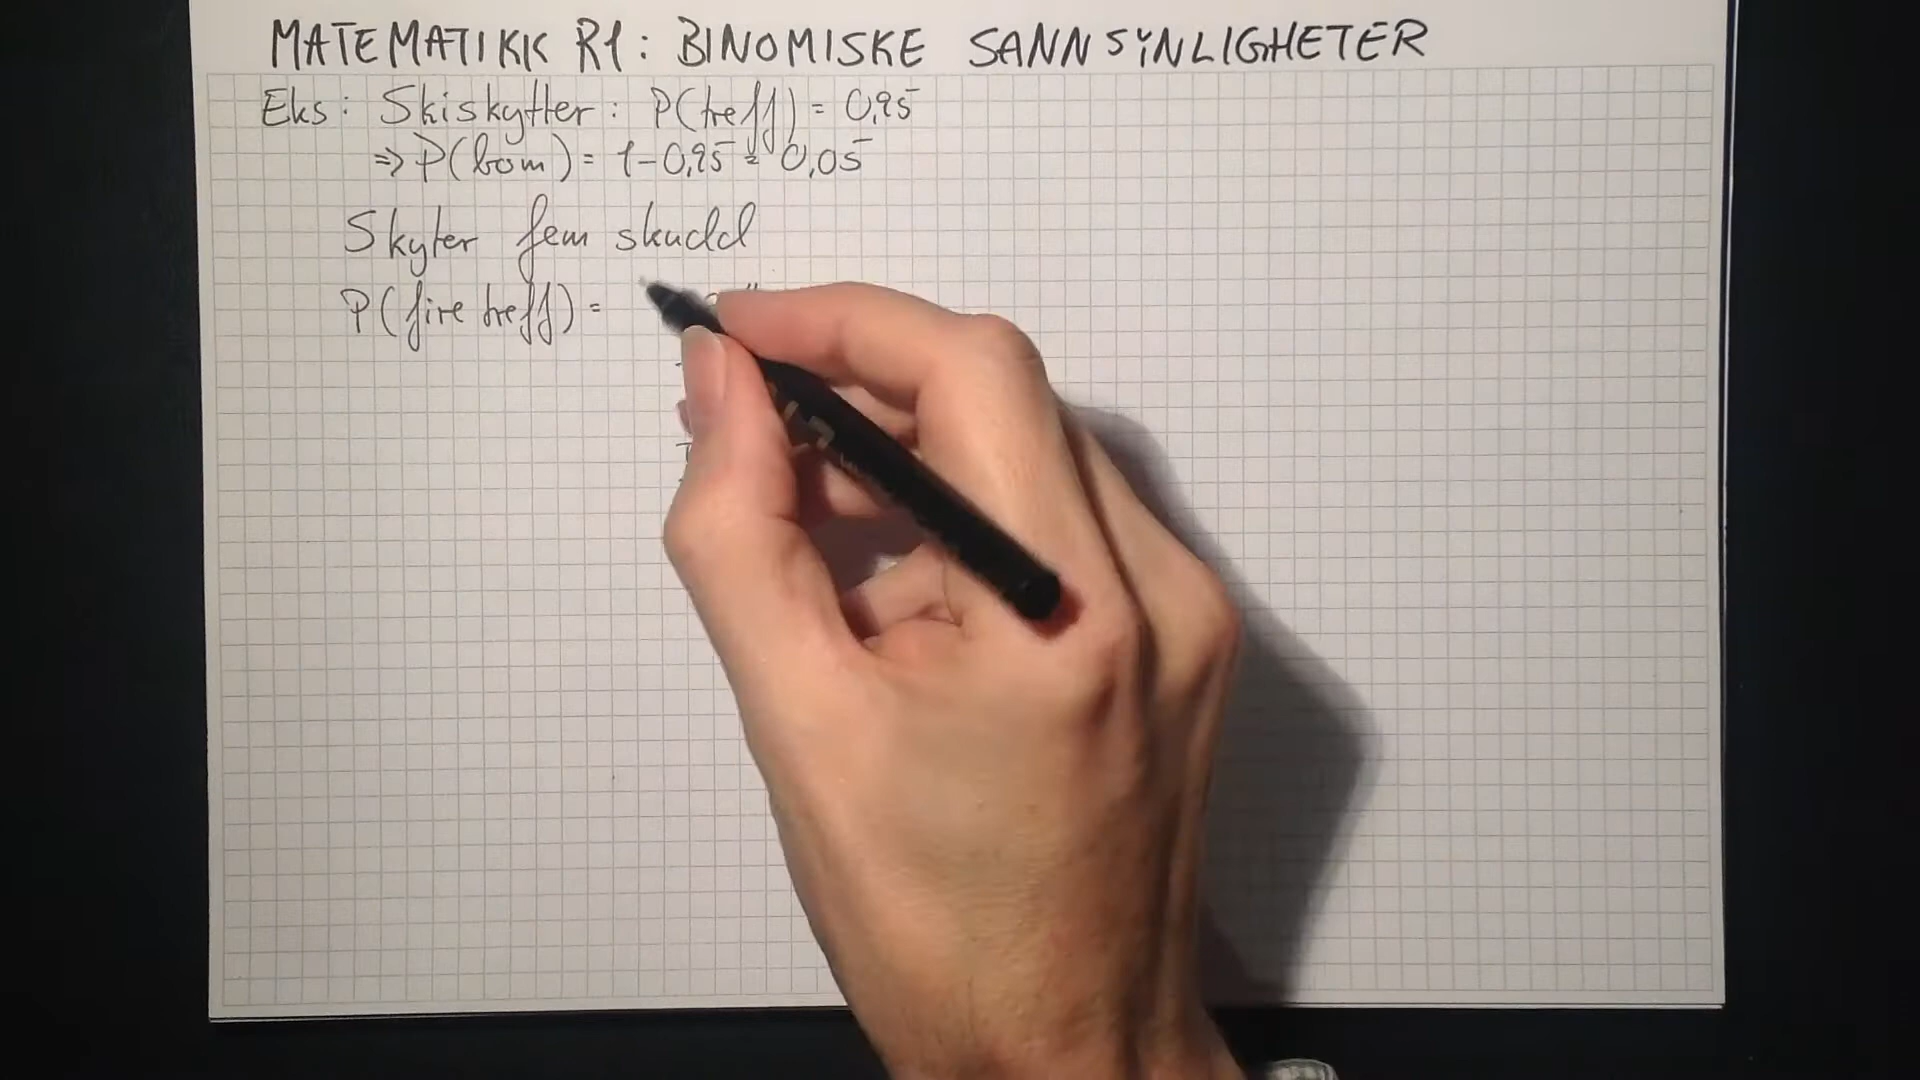 MATEMATIKK R1: BINOMISKE SANNSYNLIGHETER
Eks: Skiskytter: P(treff) = 0,95
=> P(bom) = 1-0,95 = 0,05
Skyter fem skudd
P(fire treff) =